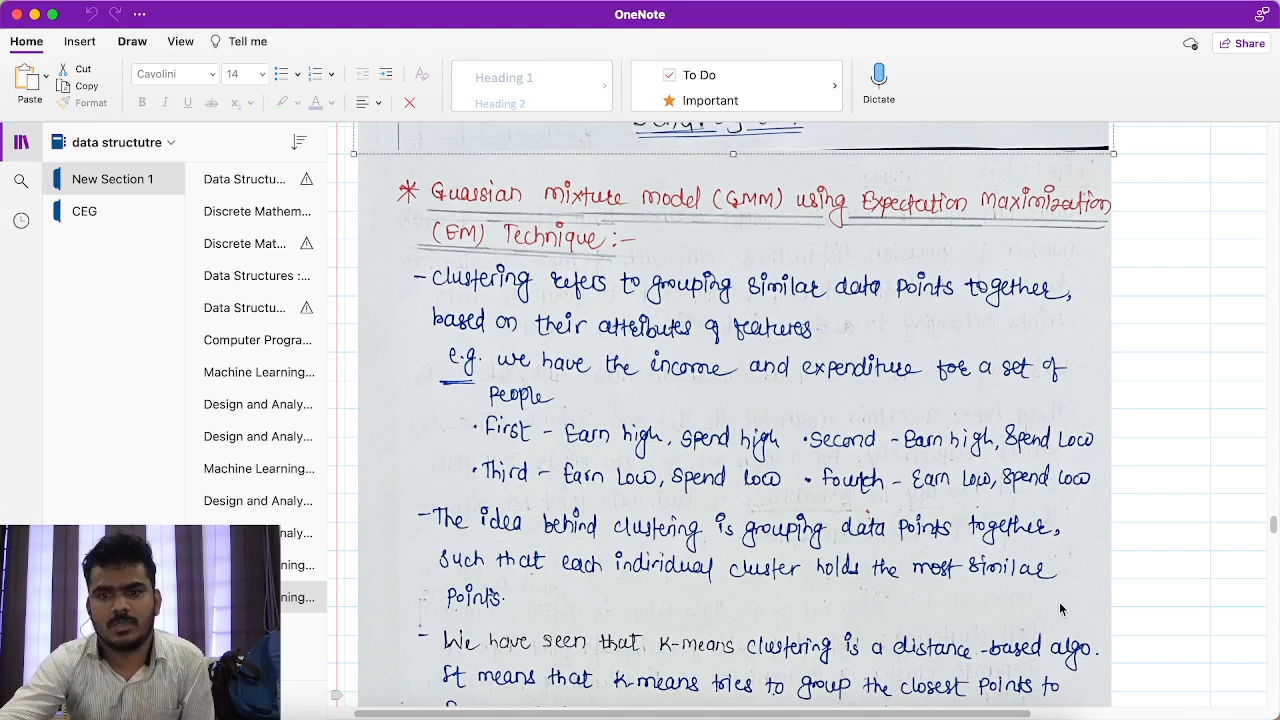 OneNote
Home Insert Draw View Tell me
Share
Paste
Cut
Copy
Format
Cavolini 14
B I U ab x
A
Heading 1
Heading 2
To Do
Important
Dictate
data structutre
New Section 1
CEG
Data Structu...
Discrete Mathem...
Discrete Mat...
Data Structures :...
Data Structu...
Computer Progra...
Machine Learning...
Design and Analy...
Design and Analy...
Machine Learning...
Design and Analy...
ning...
ning...
ning...
* Guassian mixture model (GMM) using Expectation Maximization
(EM) Technique :-
- Clustering refers to grouping similar data points together,
based on their attributes of features.
e.g. we have the income and expenditure for a set of
people
· First - Earn high, spend high · Second - Earn high, Spend Low
· Third - Earn Low, spend low · Fourth - Earn Low, Spend low
- The idea behind clustering is grouping data points together,
such that each individual cluster holds the most similar
points.
- We have seen that K-means clustering is a distance-based algo.
It means that K-means tries to group the closest points to